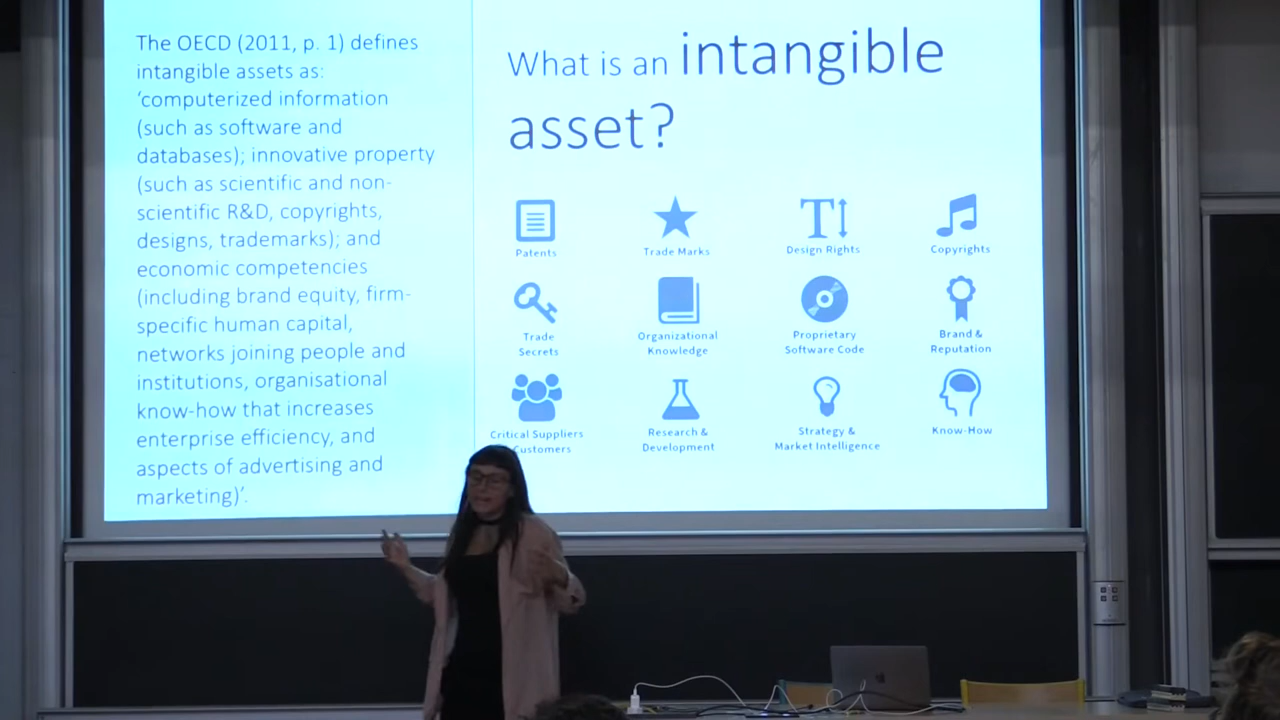 The OECD (2011, p. 1) defines
intangible assets as:
‘computerized information
(such as software and
databases); innovative property
(such as scientific and non-
scientific R&D, copyrights,
designs, trademarks); and
economic competencies
(including brand equity, firm-
specific human capital,
networks joining people and
institutions, organisational
know-how that increases
enterprise efficiency, and
aspects of advertising and
marketing)’.
What is an intangible
asset?
Patents
Trade Marks
Design Rights
Copyrights
Trade
Secrets
Organizational
Knowledge
Proprietary
Software Code
Brand &
Reputation
Critical Suppliers
Customers
Research &
Development
Strategy &
Market Intelligence
Know-How